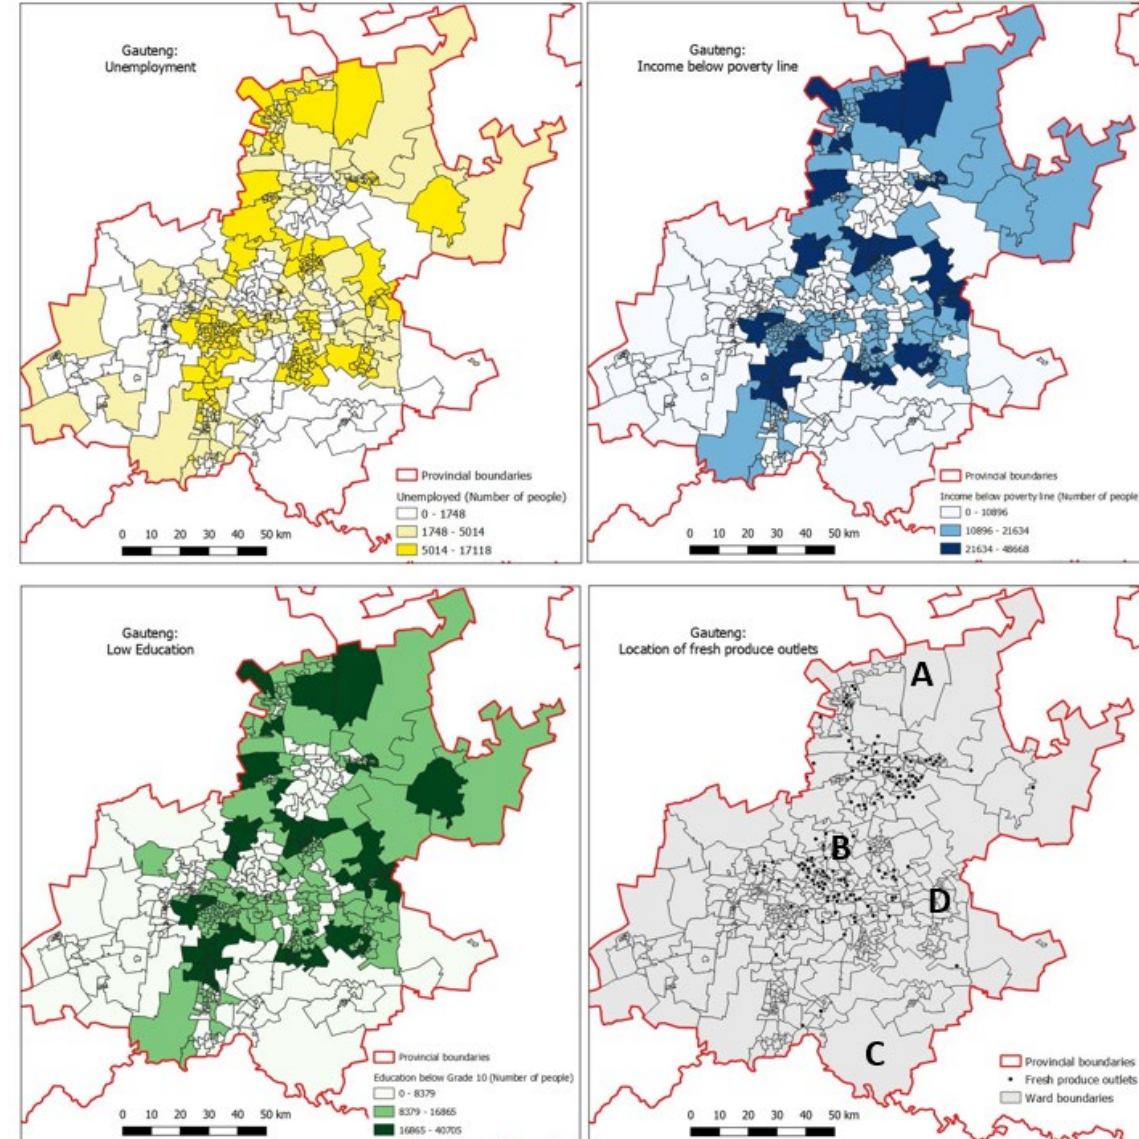 Gauteng:
Unemployment
Provincial boundaries
Unemployed (Number of people)
0 - 1748
1748 - 5014
5014 - 17118
0 10 20 30 40 50 km
Gauteng:
Income below poverty line
Provincial boundaries
Income below poverty line (Number of people
0 - 10896
10896 - 21634
21634 - 48668
0 10 20 30 40 50 km
Gauteng:
Low Education
Provincial boundaries
Education below Grade 10 (Number of people)
0 - 8379
8379 - 16865
16865 - 40705
0 10 20 30 40 50 km
Gauteng:
Location of fresh produce outlets
A
B
D
C
Provincial boundaries
Fresh produce outlets
Ward boundaries
0 10 20 30 40 50 km